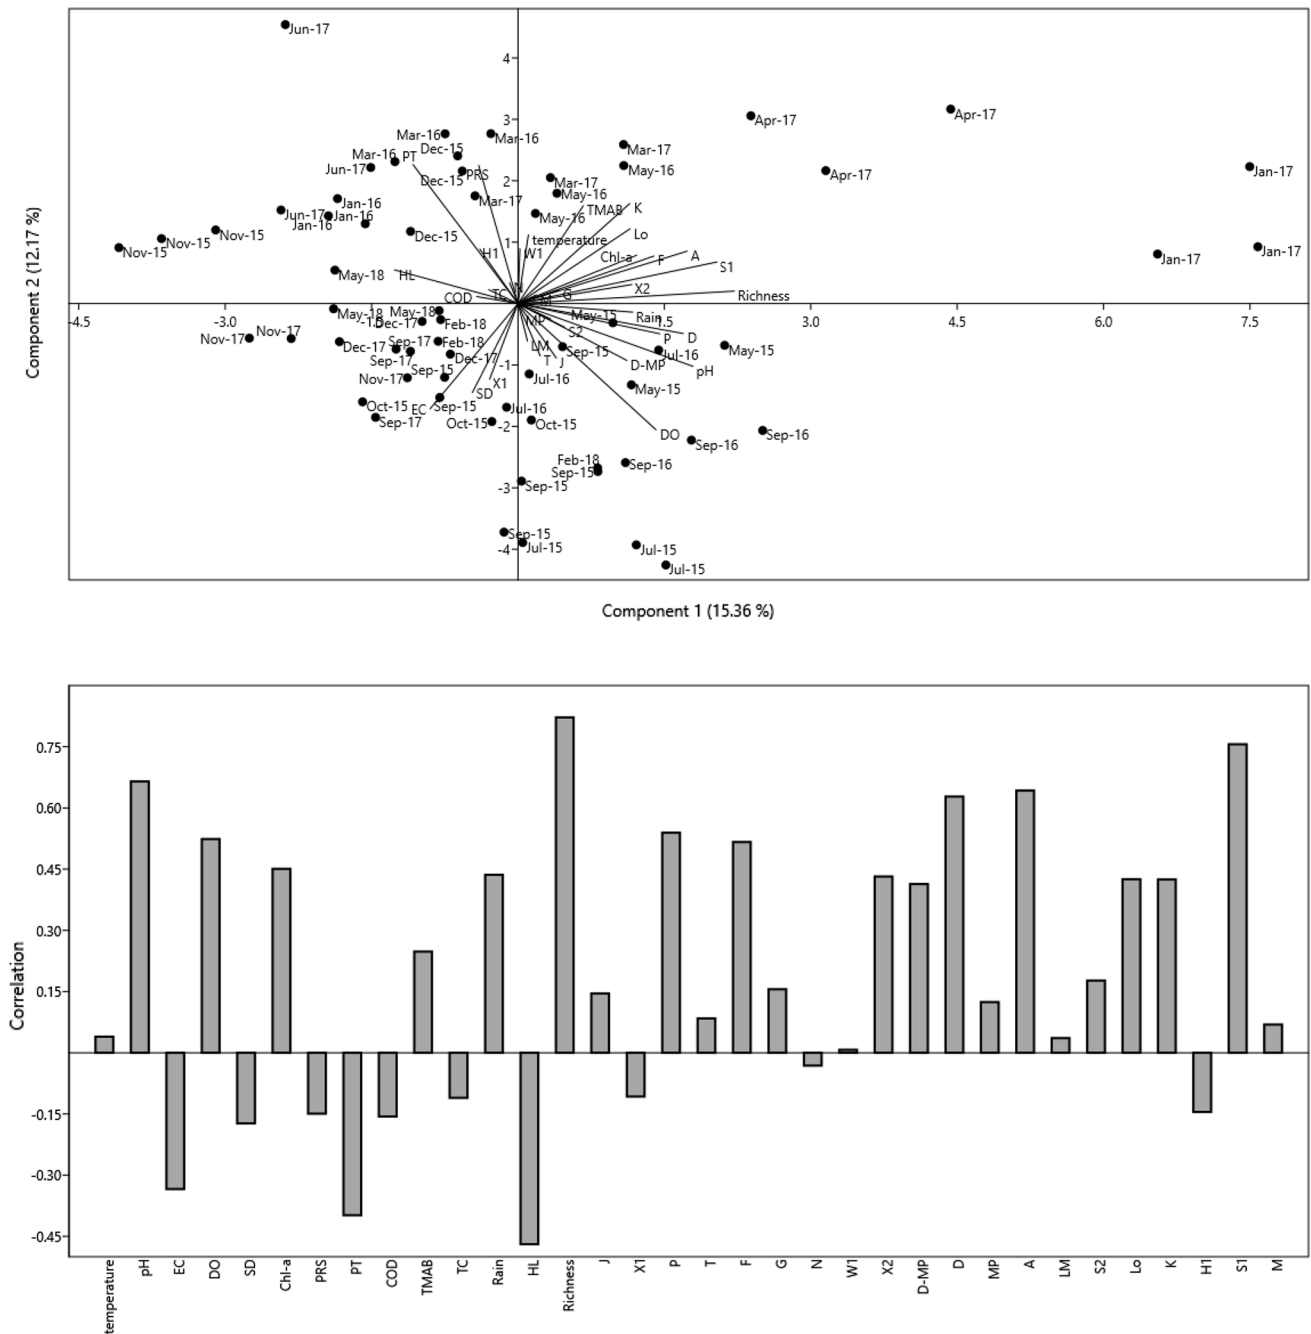 Jun-17
4
3
Apr-17
Apr-17
Mar-16
Mar-16
Dec-15
Mar-17
Mar-16
PT
May-16
Jun-17
Dec-15
PRS
2
Mar-17
Apr-17
Jan-17
Jan-16
Mar-17
May-16
TMAB
K
Jun-17
Jan-16
Jan-16
May-16
Nov-15
Nov-15
Nov-15
Dec-15
1
temperature
Lo
H1
W1
Chl-a
F
A
Jan-17
Jan-17
May-18
HL
S1
TC
N
G
X2
COD
M
Richness
-4.5
-3.0
-1.5
1.5
3.0
4.5
6.0
7.5
May-18
May-18
Dec-17
Feb-18
MP
May-15
Rain
Nov-17
Nov-17
S2
P
D
Dec-17
Sep-17
Feb-18
LM
Sep-15
Jul-16
May-15
Sep-17
Dec-17
-1
T
J
D-MP
pH
Nov-17
Sep-15
X1
Jul-16
May-15
SD
Oct-15
EC
Sep-15
Jul-16
Sep-17
Oct-15
-2
Oct-15
DO
Sep-16
Sep-16
Feb-18
Sep-15
Sep-16
-3
Sep-15
Sep-15
-4
Jul-15
Jul-15
Jul-15
Component 2 (12.17 %)
Component 1 (15.36 %)
0.75
0.60
0.45
0.30
0.15
-0.15
-0.30
-0.45
Correlation
temperature
pH
EC
DO
SD
Chl-a
PRS
PT
COD
TMAB
TC
Rain
HL
Richness
J
X1
P
T
F
G
N
W1
X2
D-MP
D
MP
A
LM
S2
Lo
K
H1
S1
M